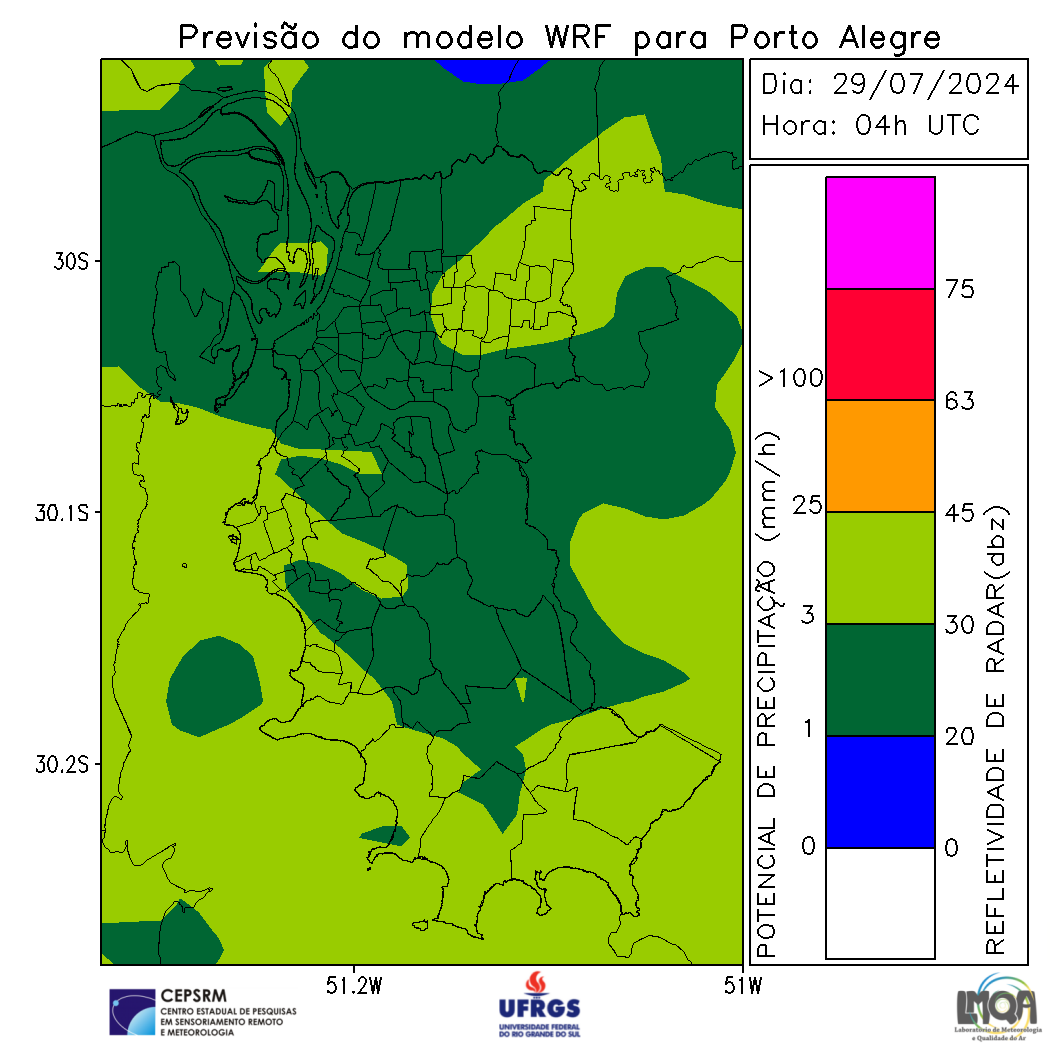 Previsão do modelo WRF para Porto Alegre
Dia: 29/07/2024
Hora: 04h UTC
30S
30.1S
30.2S
51.2W
51W
POTENCIAL DE PRECIPITAÇÃO (mm/h)
>100
25
3
1
0
75
63
45
30
20
0
REFLETIVIDADE DE RADAR(dbz)
CEPSRM
CENTRO ESTADUAL DE PESQUISAS
EM SENSORIAMENTO REMOTO
E METEOROLOGIA
UFRGS
UNIVERSIDADE FEDERAL
DO RIO GRANDE DO SUL
LMQA
Laboratório de Meteorologia
e Qualidade do Ar